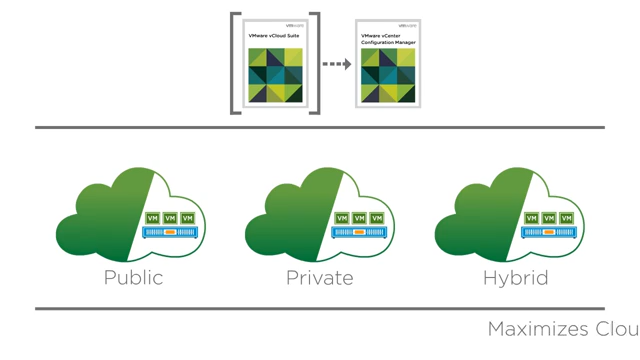 vmware
VMware vCloud Suite
vmware
VMware vCenter
Configuration Manager
VM VM VM
VM VM VM
VM VM VM
Public
Private
Hybrid
Maximizes Clou